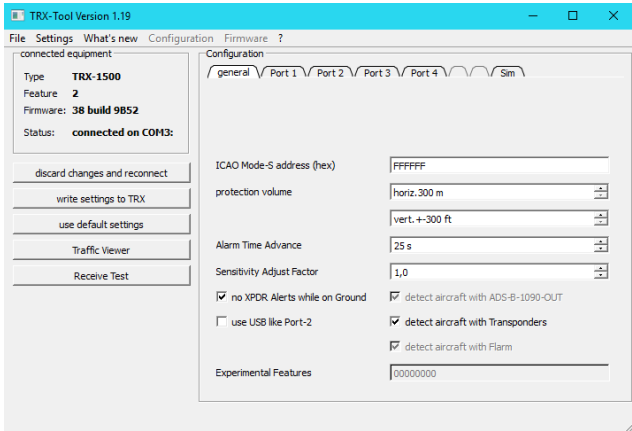 TRX-Tool Version 1.19
File Settings What's new Configuration Firmware ?
connected equipment
Type TRX-1500
Feature 2
Firmware: 38 build 9B52
Status: connected on COM3:
discard changes and reconnect
write settings to TRX
use default settings
Traffic Viewer
Receive Test
Configuration
general Port 1 Port 2 Port 3 Port 4 Sim
ICAO Mode-S address (hex) FFFFFF
protection volume horiz.300 m
vert.+-300 ft
Alarm Time Advance 25 s
Sensitivity Adjust Factor 1,0
no XPDR Alerts while on Ground detect aircraft with ADS-B-1090-OUT
use USB like Port-2 detect aircraft with Transponders
detect aircraft with Flarm
Experimental Features 00000000